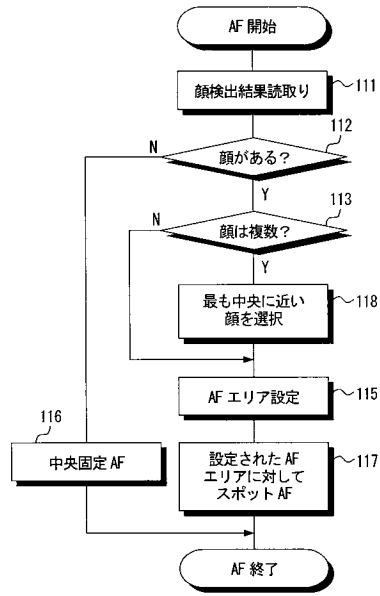 AF 開始
顔検出結果読取り
111
112
顔がある?
N
Y
113
顔は複数?
N
Y
最も中央に近い
顔を選択
118
AF エリア設定
115
116
中央固定 AF
設定された AF
エリアに対して
スポット AF
117
AF 終了